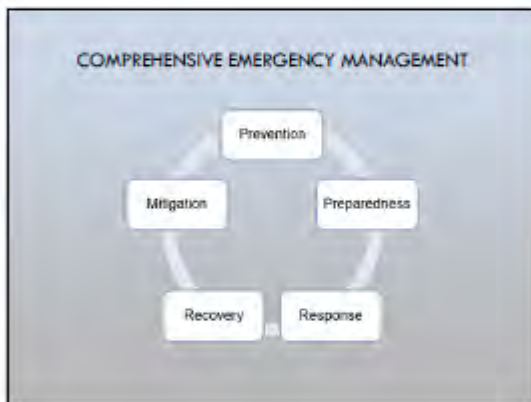 COMPREHENSIVE EMERGENCY MANAGEMENT
Prevention
Preparedness
Response
Recovery
Mitigation